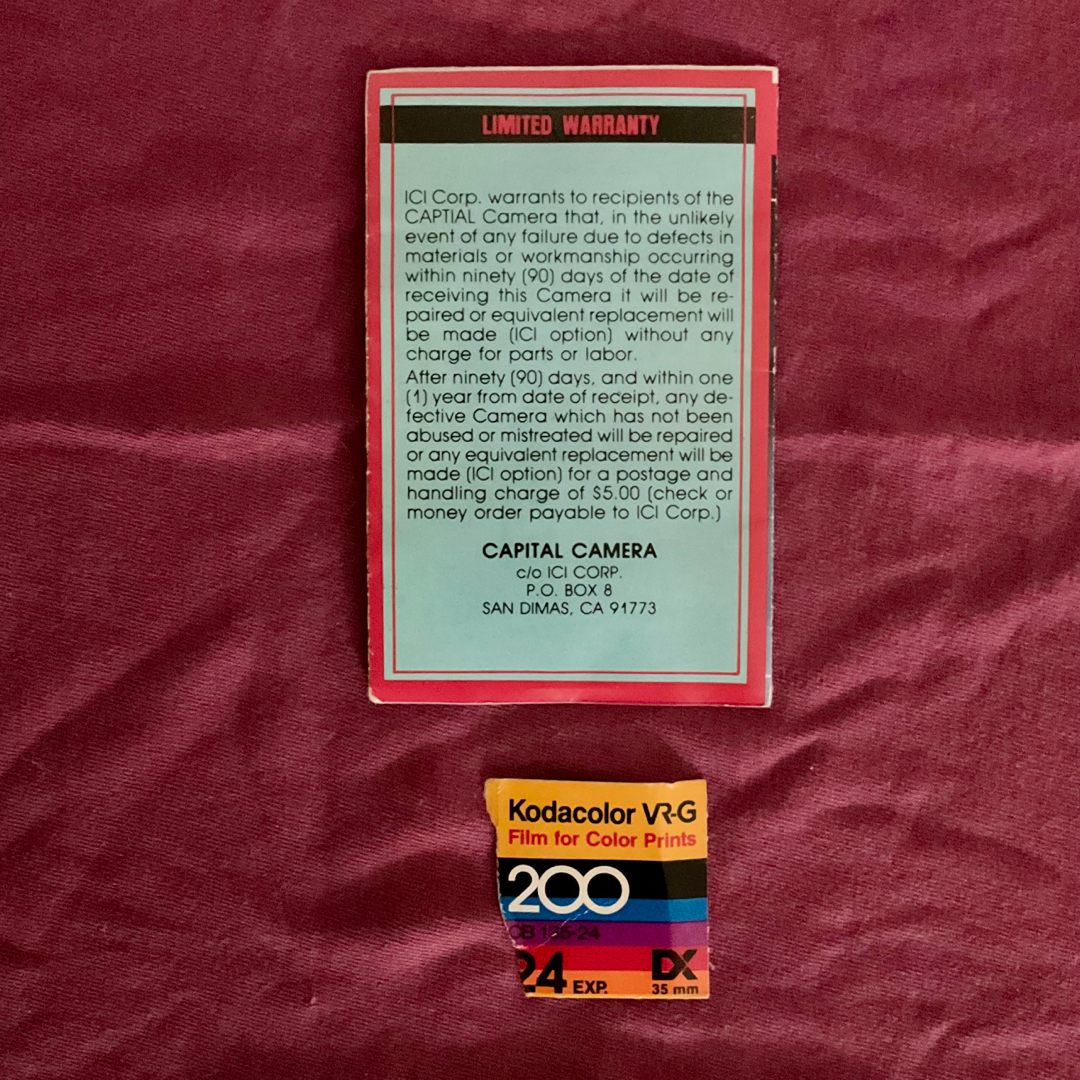 LIMITED WARRANTY
ICI Corp. warrants to recipients of the
CAPTIAL Camera that, in the unlikely
event of any failure due to defects in
materials or workmanship occurring
within ninety (90) days of the date of
receiving this Camera it will be re-
paired or equivalent replacement will
be made (ICI option) without any
charge for parts or labor.
After ninety (90) days, and within one
(1) year from date of receipt, any de-
fective Camera which has not been
abused or mistreated will be repaired
or any equivalent replacement will be
made (ICI option) for a postage and
handling charge of $5.00 (check or
money order payable to ICI Corp.)
CAPITAL CAMERA
c/o ICI CORP.
P.O. BOX 8
SAN DIMAS, CA 91773
Kodacolor VR-G
Film for Color Prints
200
CB 135-24
24 EXP. DX
35 mm